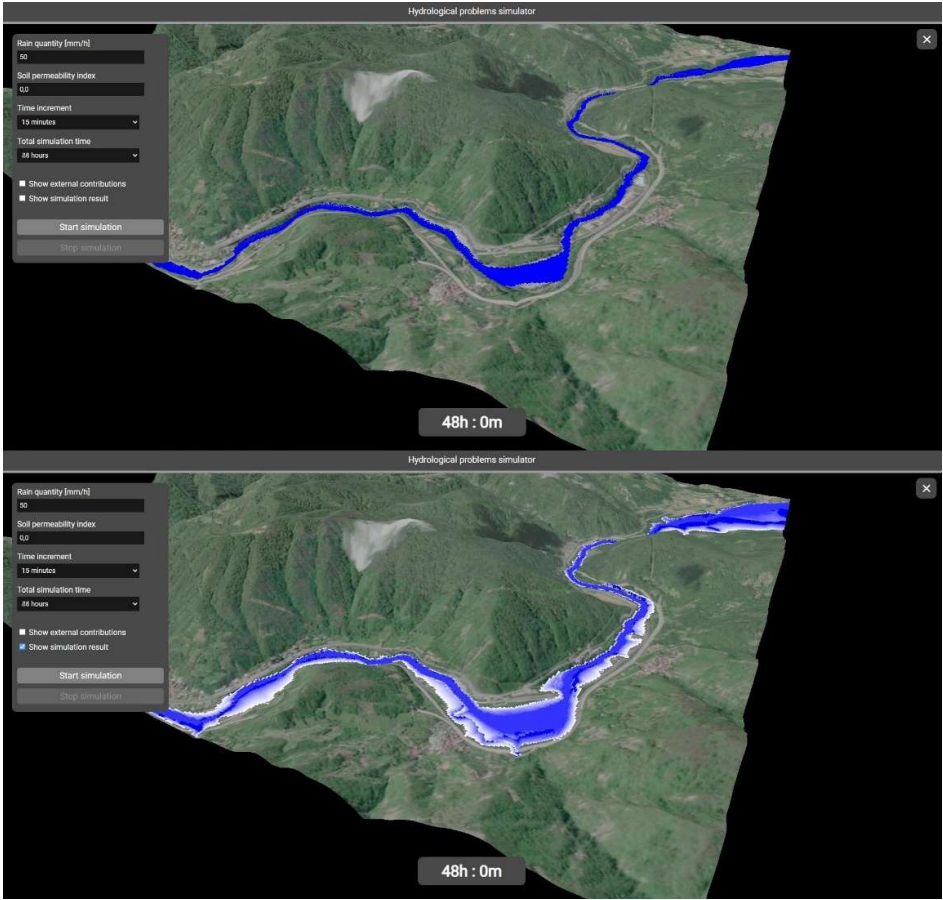 Hydrological problems simulator
Rain quantity [mm/h]
50
Soil permeability index
0,0
Time increment
15 minutes
Total simulation time
88 hours
Show external contributions
Show simulation result
Start simulation
Stop simulation
48h : 0m
Hydrological problems simulator
Rain quantity [mm/h]
50
Soil permeability index
0,0
Time increment
15 minutes
Total simulation time
88 hours
Show external contributions
Show simulation result
Start simulation
Stop simulation
48h : 0m